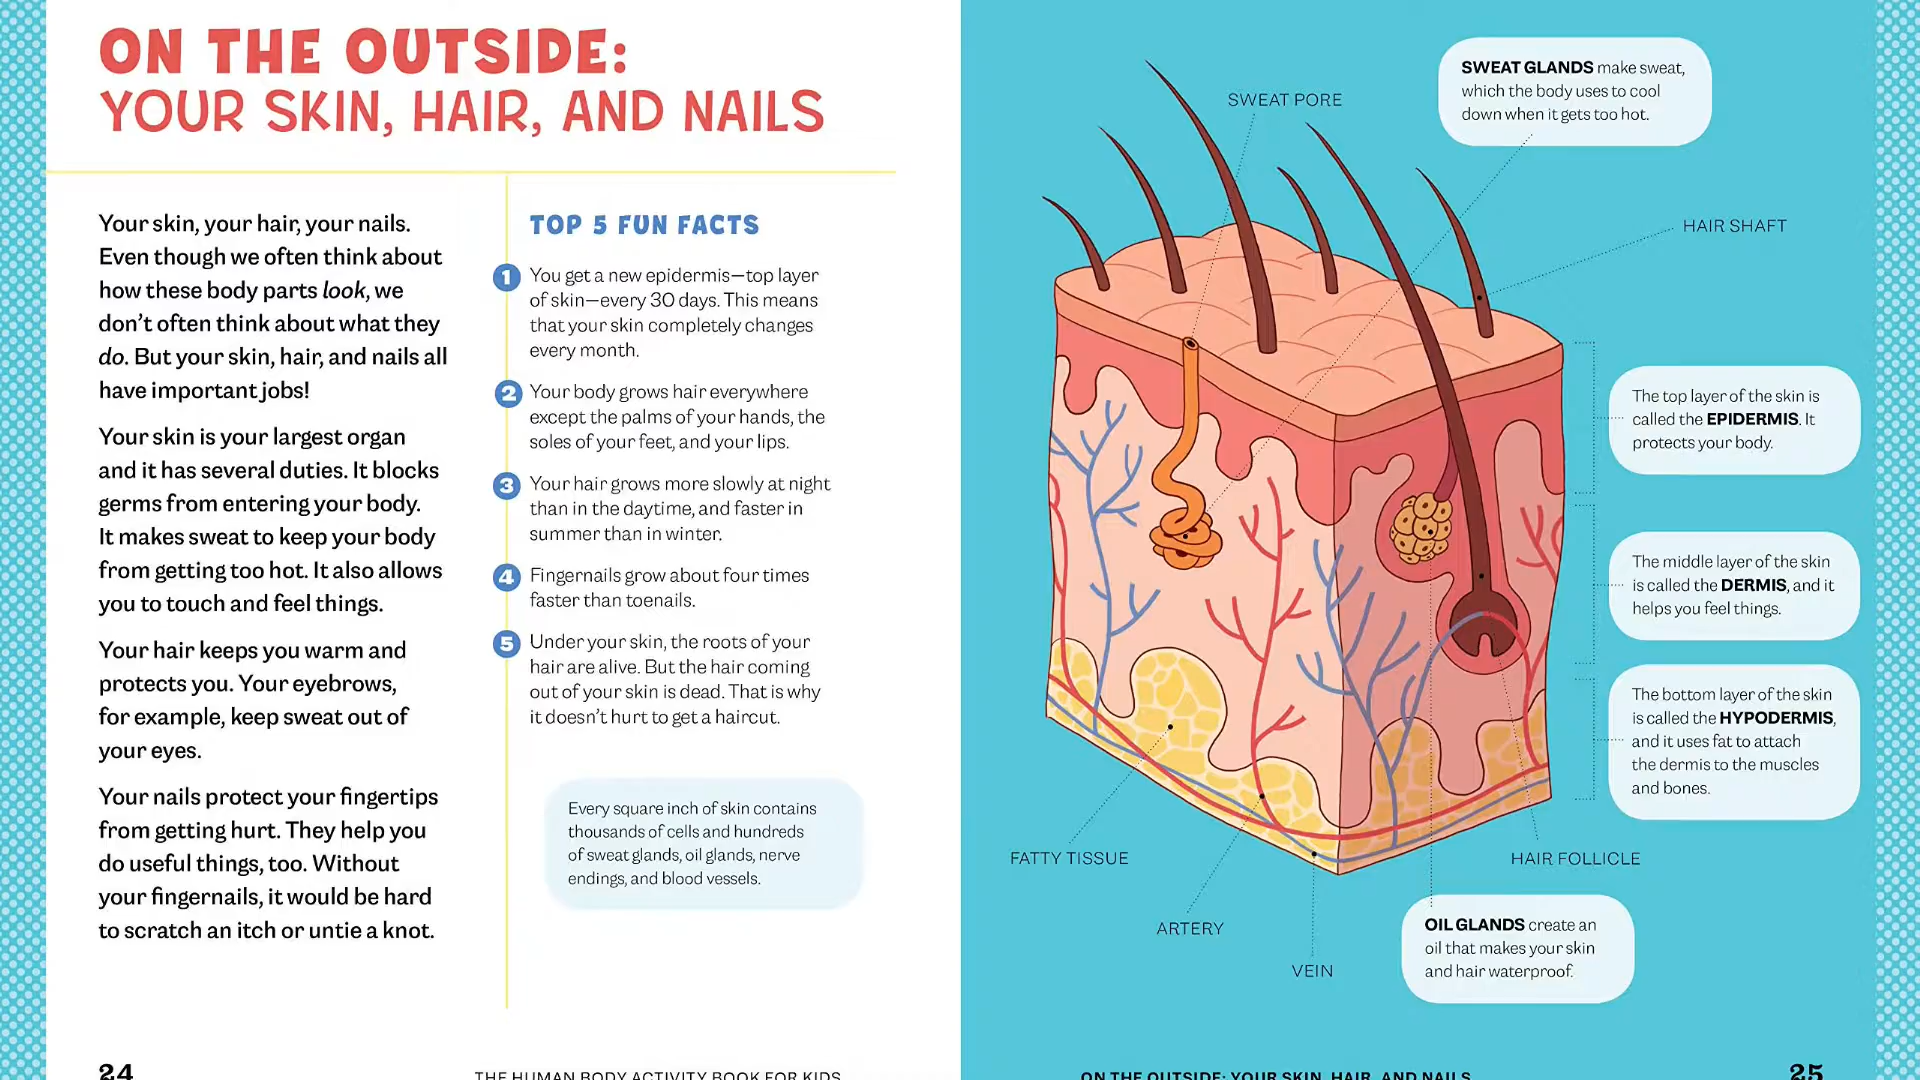 ON THE OUTSIDE:
YOUR SKIN, HAIR, AND NAILS
Your skin, your hair, your nails.
Even though we often think about
how these body parts look, we
don't often think about what they
do. But your skin, hair, and nails all
have important jobs!
Your skin is your largest organ
and it has several duties. It blocks
germs from entering your body.
It makes sweat to keep your body
from getting too hot. It also allows
you to touch and feel things.
Your hair keeps you warm and
protects you. Your eyebrows,
for example, keep sweat out of
your eyes.
Your nails protect your fingertips
from getting hurt. They help you
do useful things, too. Without
your fingernails, it would be hard
to scratch an itch or untie a knot.
TOP 5 FUN FACTS
1 You get a new epidermis—top layer
of skin—every 30 days. This means
that your skin completely changes
every month.
2 Your body grows hair everywhere
except the palms of your hands, the
soles of your feet, and your lips.
3 Your hair grows more slowly at night
than in the daytime, and faster in
summer than in winter.
4 Fingernails grow about four times
faster than toenails.
5 Under your skin, the roots of your
hair are alive. But the hair coming
out of your skin is dead. That is why
it doesn't hurt to get a haircut.
Every square inch of skin contains
thousands of cells and hundreds
of sweat glands, oil glands, nerve
endings, and blood vessels.
24
THE HUMAN BODY ACTIVITY BOOK FOR KIDS
SWEAT PORE
SWEAT GLANDS make sweat,
which the body uses to cool
down when it gets too hot.
HAIR SHAFT
The top layer of the skin is
called the EPIDERMIS. It
protects your body.
The middle layer of the skin
is called the DERMIS, and it
helps you feel things.
The bottom layer of the skin
is called the HYPODERMIS,
and it uses fat to attach
the dermis to the muscles
and bones.
FATTY TISSUE
HAIR FOLLICLE
ARTERY
OIL GLANDS create an
oil that makes your skin
and hair waterproof.
VEIN
ON THE OUTSIDE: YOUR SKIN, HAIR, AND NAILS
25